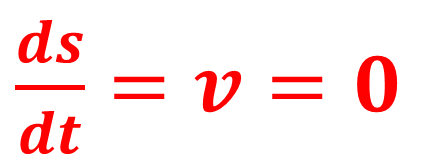 ds/dt = v = 0